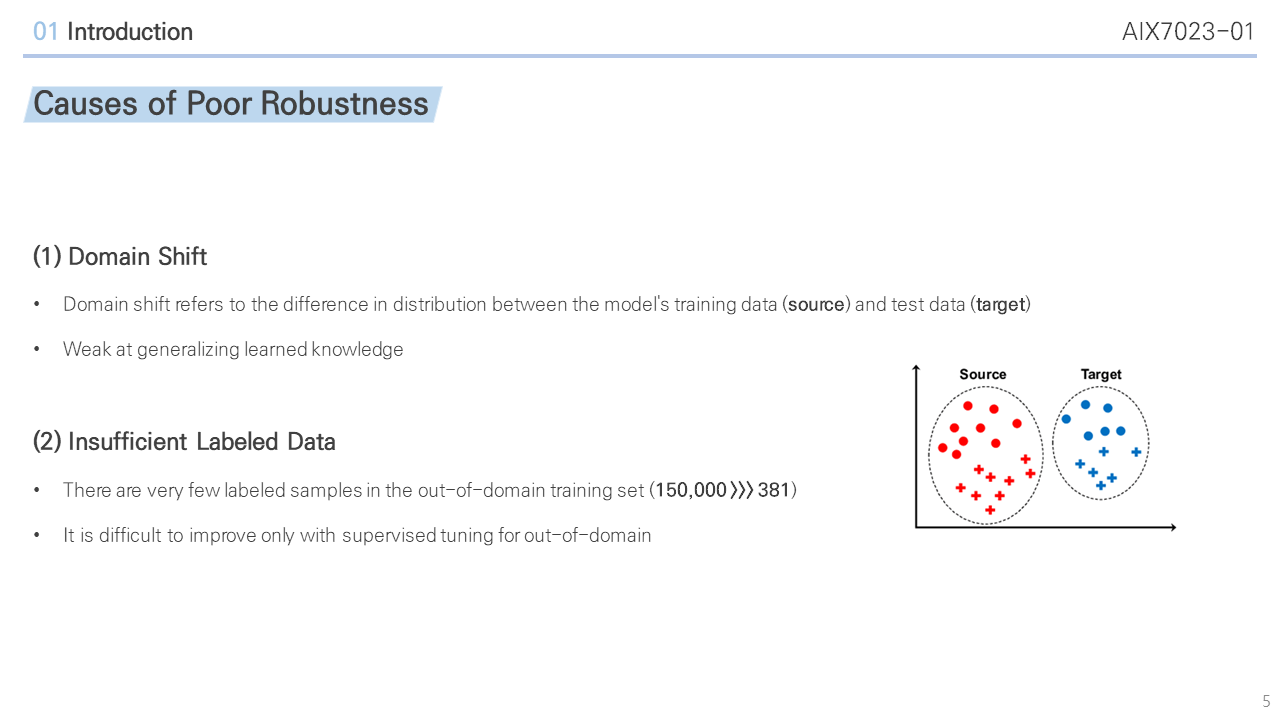 01 Introduction
AIX7023-01
Causes of Poor Robustness
(1) Domain Shift
• Domain shift refers to the difference in distribution between the model's training data (source) and test data (target)
• Weak at generalizing learned knowledge
Source
Target
(2) Insufficient Labeled Data
• There are very few labeled samples in the out-of-domain training set (150,000 》〉 381)
• It is difficult to improve only with supervised tuning for out-of-domain
5